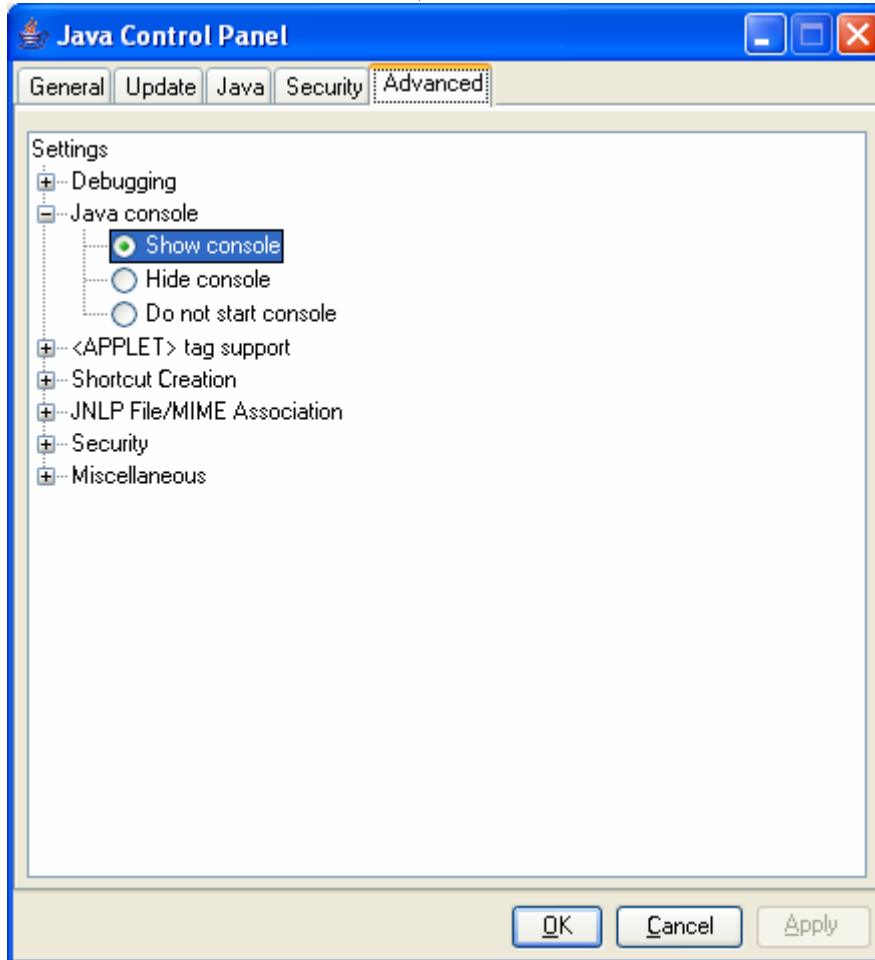 Java Control Panel
General Update Java Security Advanced
Settings
Debugging
Java console
Show console
Hide console
Do not start console
<APPLET> tag support
Shortcut Creation
JNLP File/MIME Association
Security
Miscellaneous
OK Cancel Apply